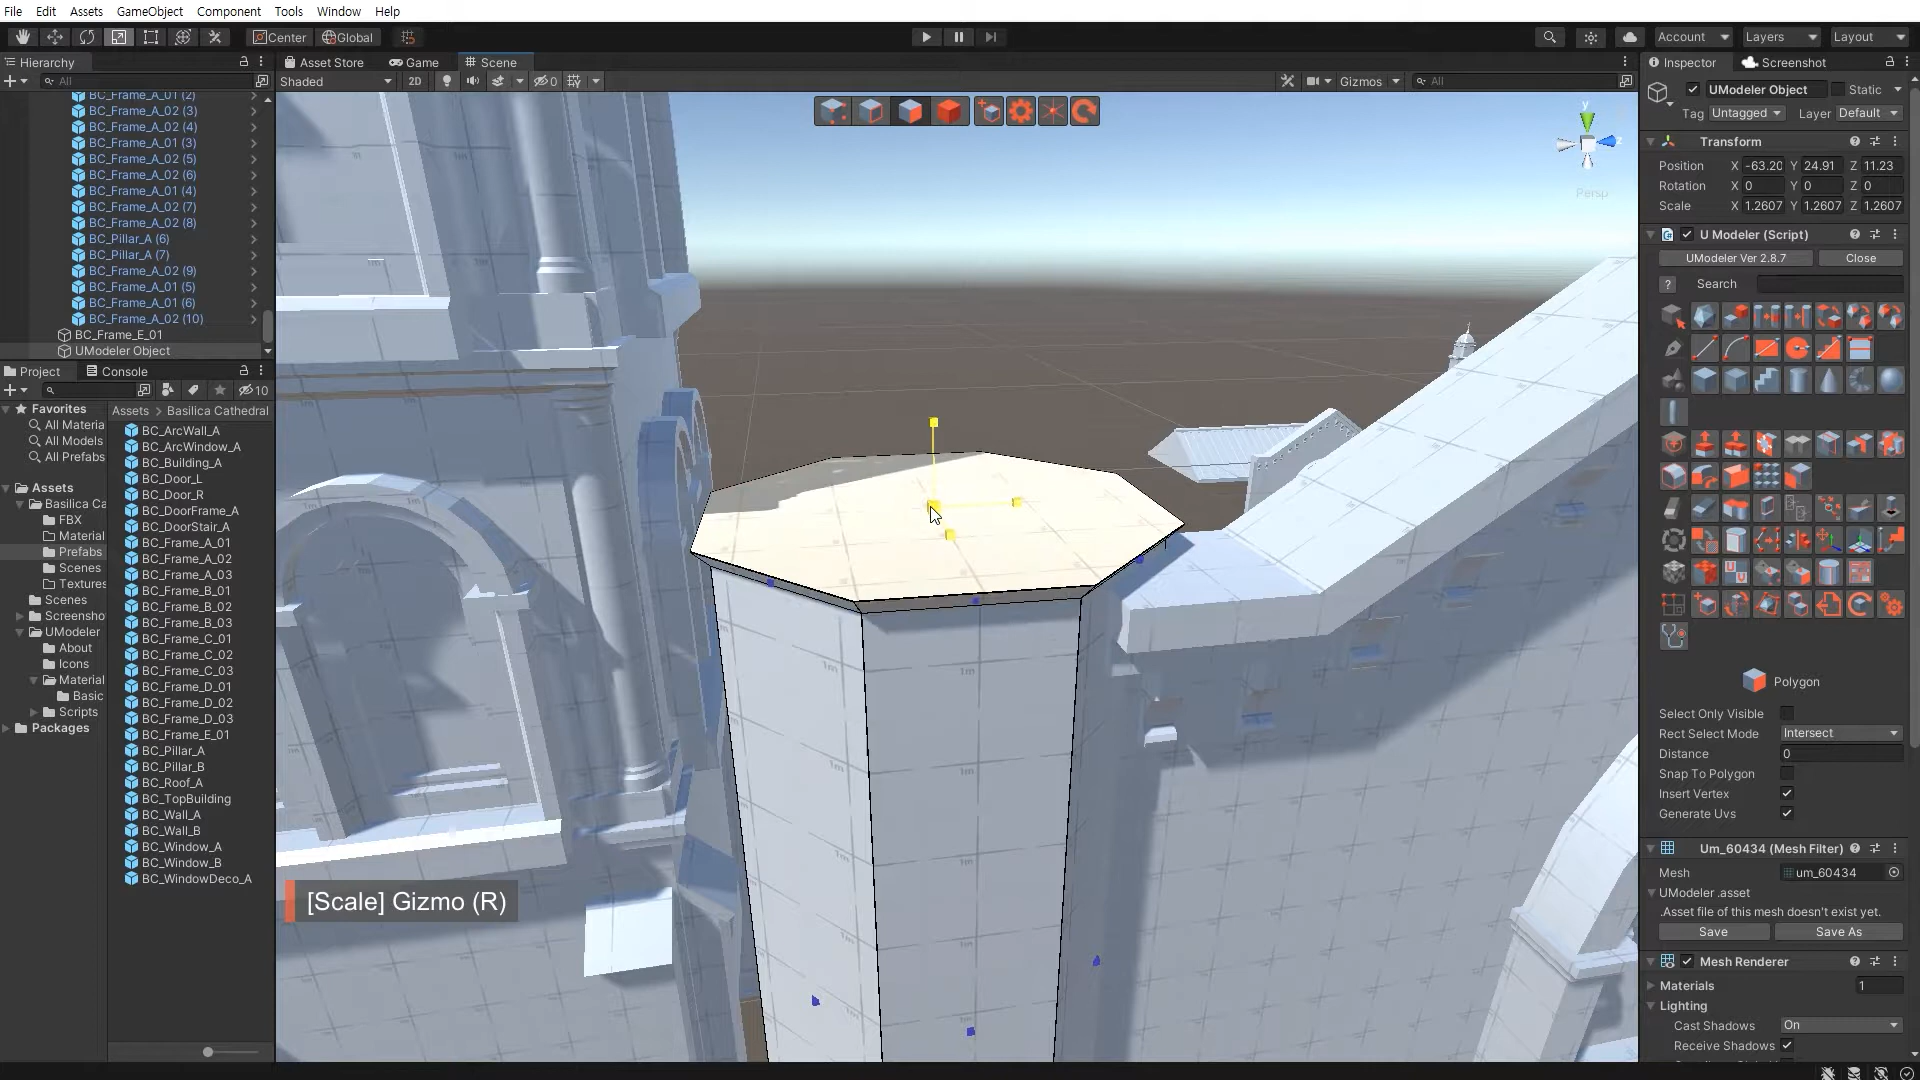 File Edit Assets GameObject Component Tools Window Help
Center Global Account Layers Layout
Hierarchy
All
BC_Frame_A_01 (2)
BC_Frame_A_02 (3)
BC_Frame_A_02 (4)
BC_Frame_A_01 (3)
BC_Frame_A_02 (5)
BC_Frame_A_02 (6)
BC_Frame_A_01 (4)
BC_Frame_A_02 (7)
BC_Frame_A_02 (8)
BC_Pillar_A (6)
BC_Pillar_A (7)
BC_Frame_A_02 (9)
BC_Frame_A_01 (5)
BC_Frame_A_01 (6)
BC_Frame_A_02 (10)
BC_Frame_E_01
UModeler Object
Project Console
10
Favorites
All Materia
All Models
All Prefabs
Assets
Basilica Ca
FBX
Material
Prefabs
Scenes
Textures
Scenes
Screensho
UModeler
About
Icons
Material
Basic
Scripts
Packages
Assets > Basilica Cathedral
BC_ArcWall_A
BC_ArcWindow_A
BC_Building_A
BC_Door_L
BC_Door_R
BC_DoorFrame_A
BC_DoorStair_A
BC_Frame_A_01
BC_Frame_A_02
BC_Frame_A_03
BC_Frame_B_01
BC_Frame_B_02
BC_Frame_B_03
BC_Frame_C_01
BC_Frame_C_02
BC_Frame_C_03
BC_Frame_D_01
BC_Frame_D_02
BC_Frame_D_03
BC_Frame_E_01
BC_Pillar_A
BC_Pillar_B
BC_Roof_A
BC_TopBuilding
BC_Wall_A
BC_Wall_B
BC_Window_A
BC_Window_B
BC_WindowDeco_A
Asset Store Game Scene
Shaded 2D 0 Gizmos All
y
z
Persp
1m
1m
1m
1m
1m
1m
[Scale] Gizmo (R)
Inspector Screenshot
UModeler Object Static
Tag Untagged Layer Default
Transform
Position X -63.20 Y 24.91 Z 11.23
Rotation X 0 Y 0 Z 0
Scale X 1.2607 Y 1.2607 Z 1.2607
U Modeler (Script)
UModeler Ver 2.8.7 Close
? Search
Polygon
Select Only Visible
Rect Select Mode Intersect
Distance 0
Snap To Polygon
Insert Vertex
Generate Uvs
Um_60434 (Mesh Filter)
Mesh um_60434
UModeler .asset
.Asset file of this mesh doesn't exist yet.
Save Save As
Mesh Renderer
Materials 1
Lighting
Cast Shadows On
Receive Shadows